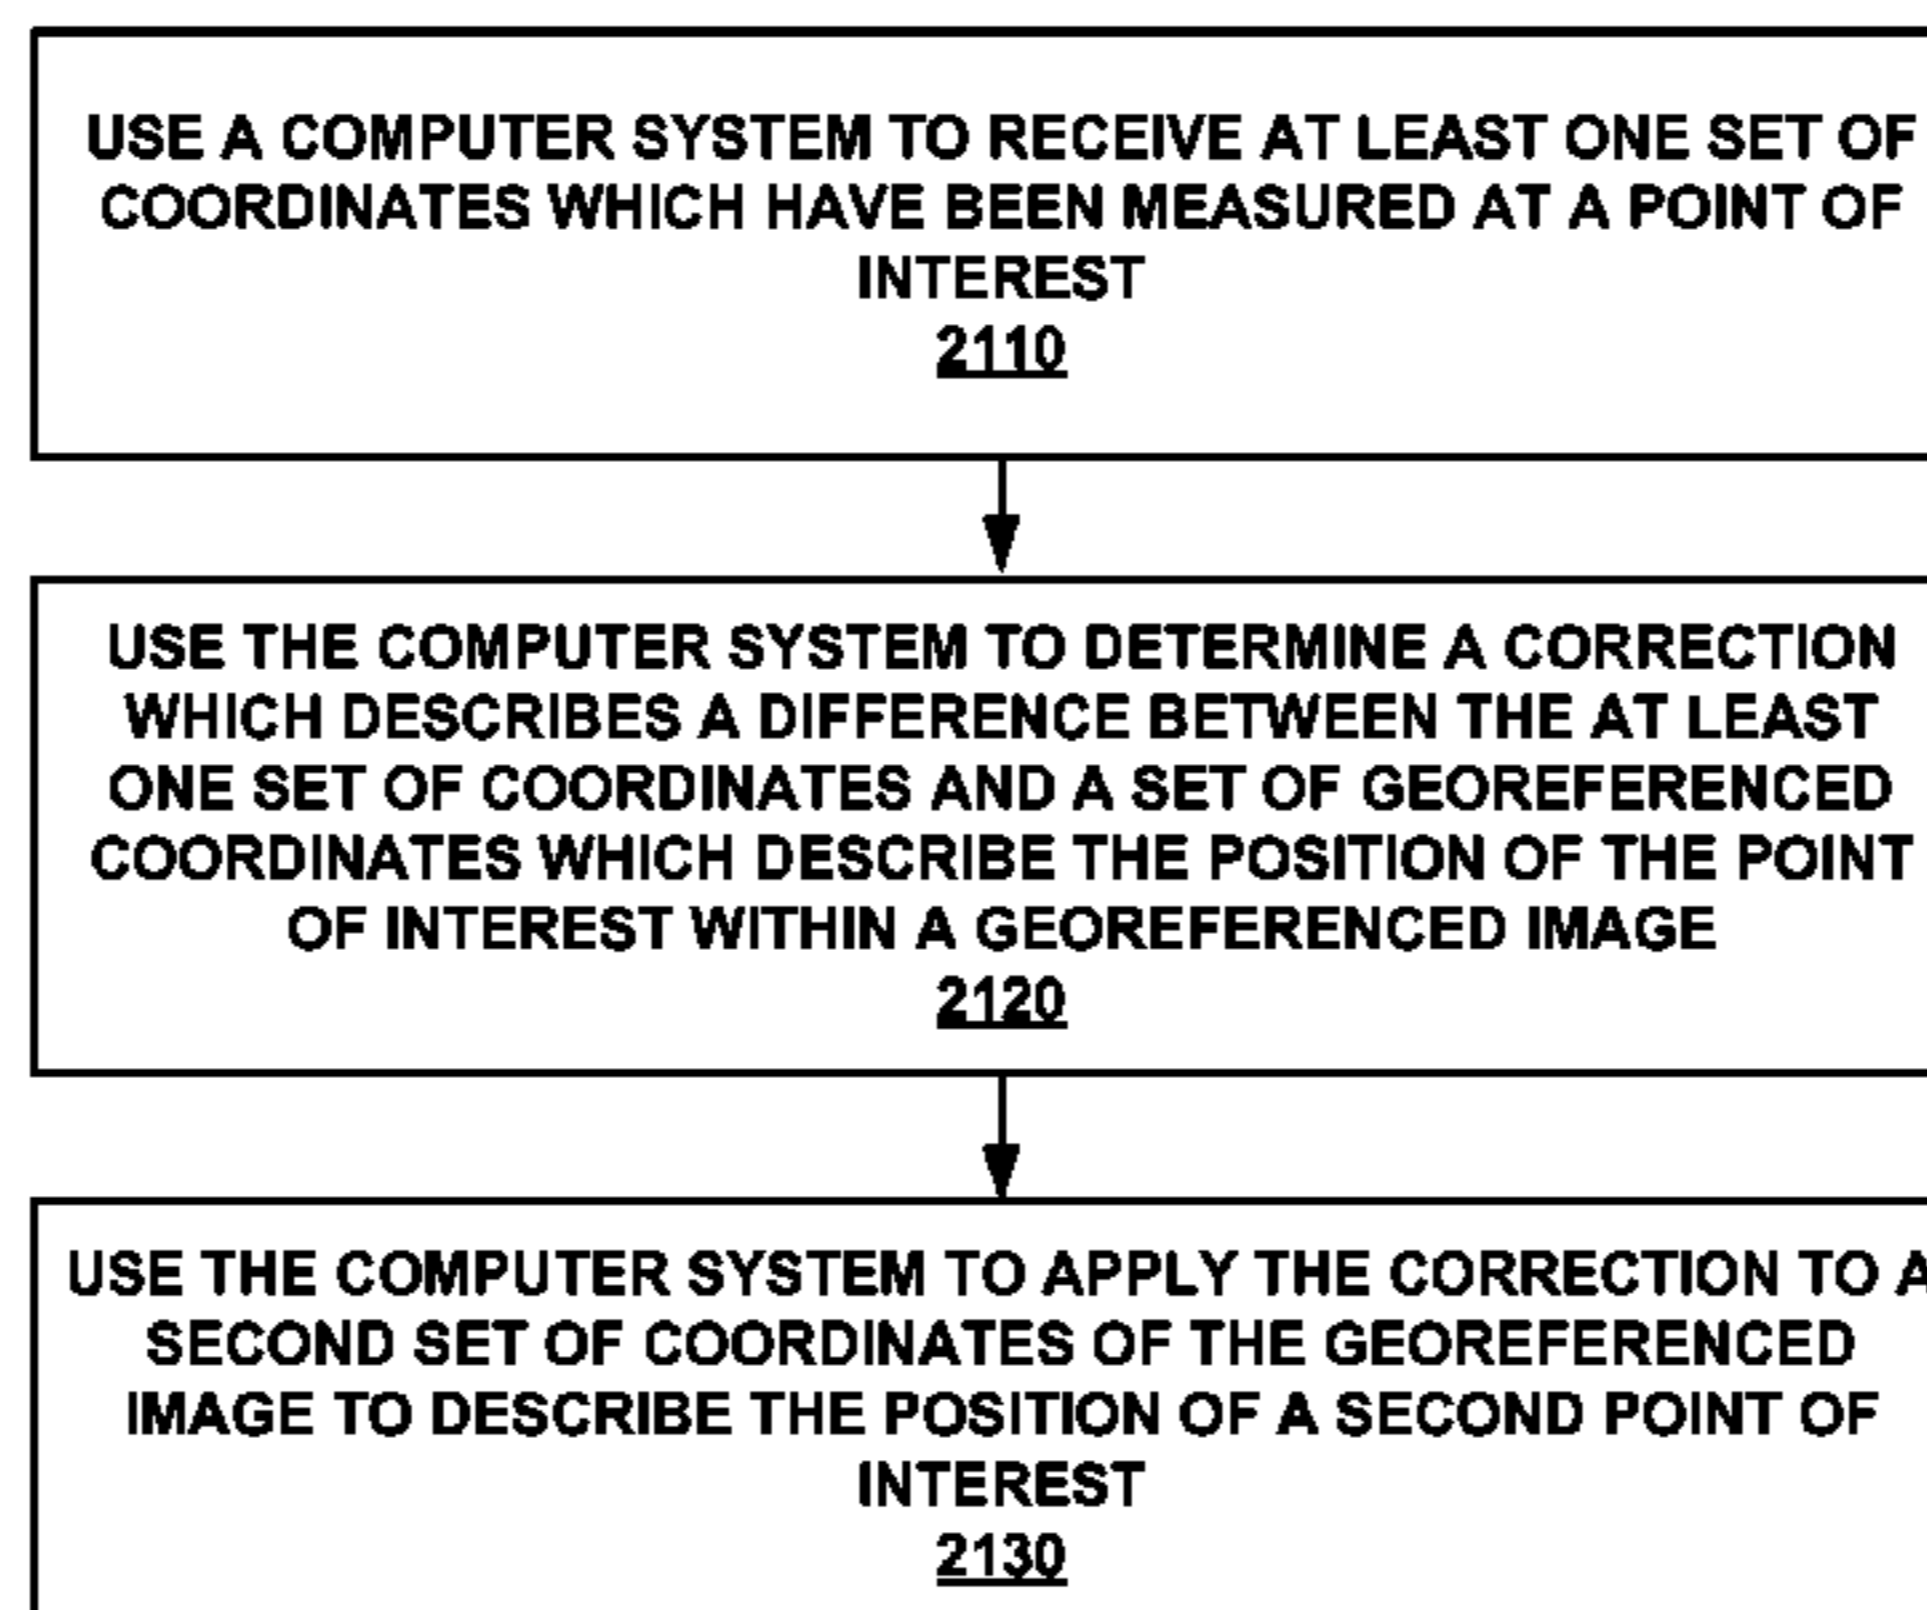 USE A COMPUTER SYSTEM TO RECEIVE AT LEAST ONE SET OF
COORDINATES WHICH HAVE BEEN MEASURED AT A POINT OF
INTEREST
2110
USE THE COMPUTER SYSTEM TO DETERMINE A CORRECTION
WHICH DESCRIBES A DIFFERENCE BETWEEN THE AT LEAST
ONE SET OF COORDINATES AND A SET OF GEOREFERENCED
COORDINATES WHICH DESCRIBE THE POSITION OF THE POINT
OF INTEREST WITHIN A GEOREFERENCED IMAGE
2120
USE THE COMPUTER SYSTEM TO APPLY THE CORRECTION TO A
SECOND SET OF COORDINATES OF THE GEOREFERENCED
IMAGE TO DESCRIBE THE POSITION OF A SECOND POINT OF
INTEREST
2130